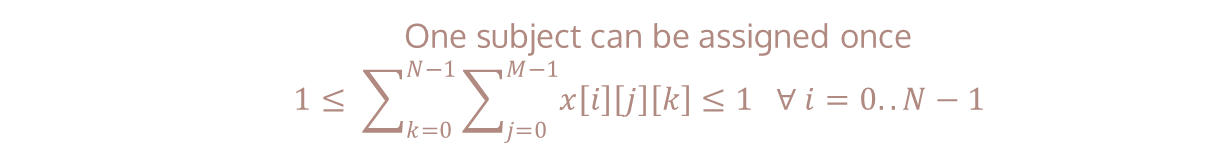 One subject can be assigned once
1 ≤ ∑_{k=0}^{N−1} ∑_{j=0}^{M−1} x[i][j][k] ≤ 1 ∀ i = 0..N − 1